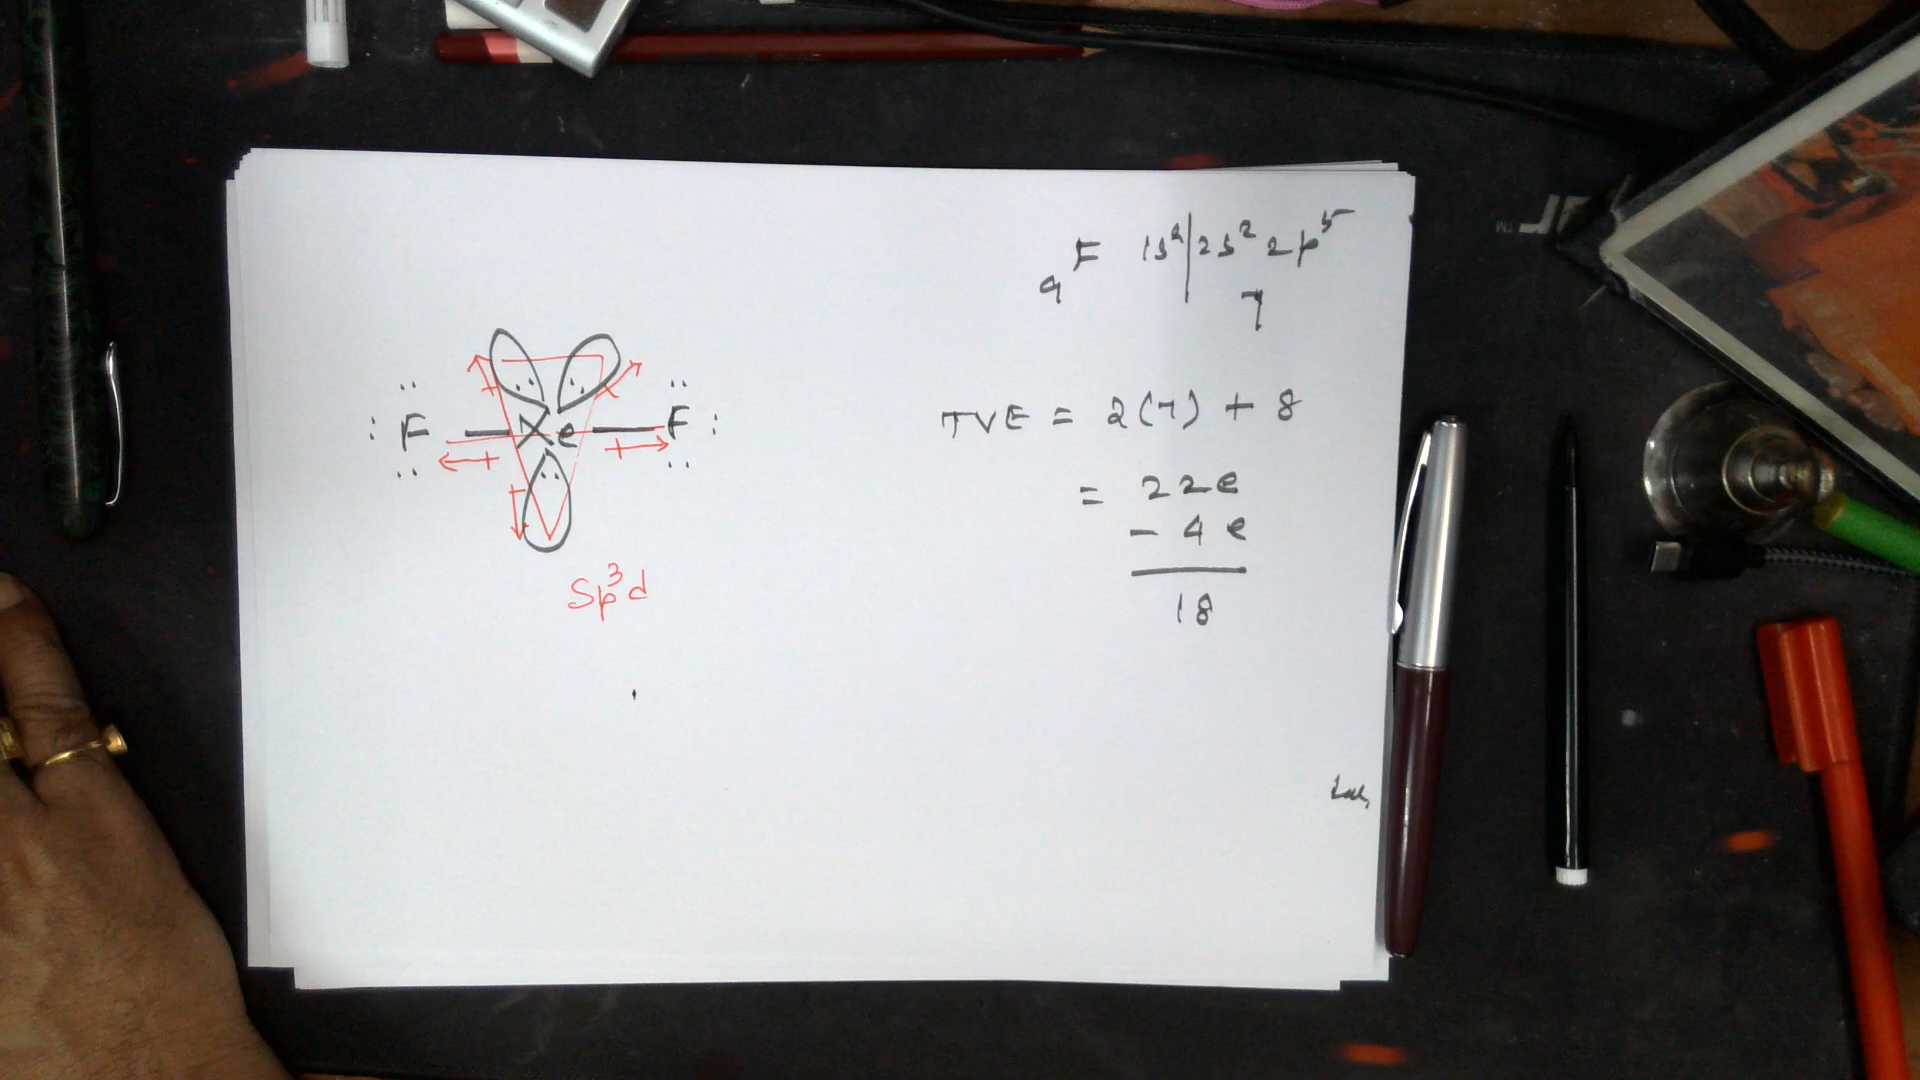 ₉F 1s² | 2s² 2p⁵
7
:F̤̈ — Xe — F̤̈:
sp³d
TVE = 2(7) + 8
= 22e
- 4e
18